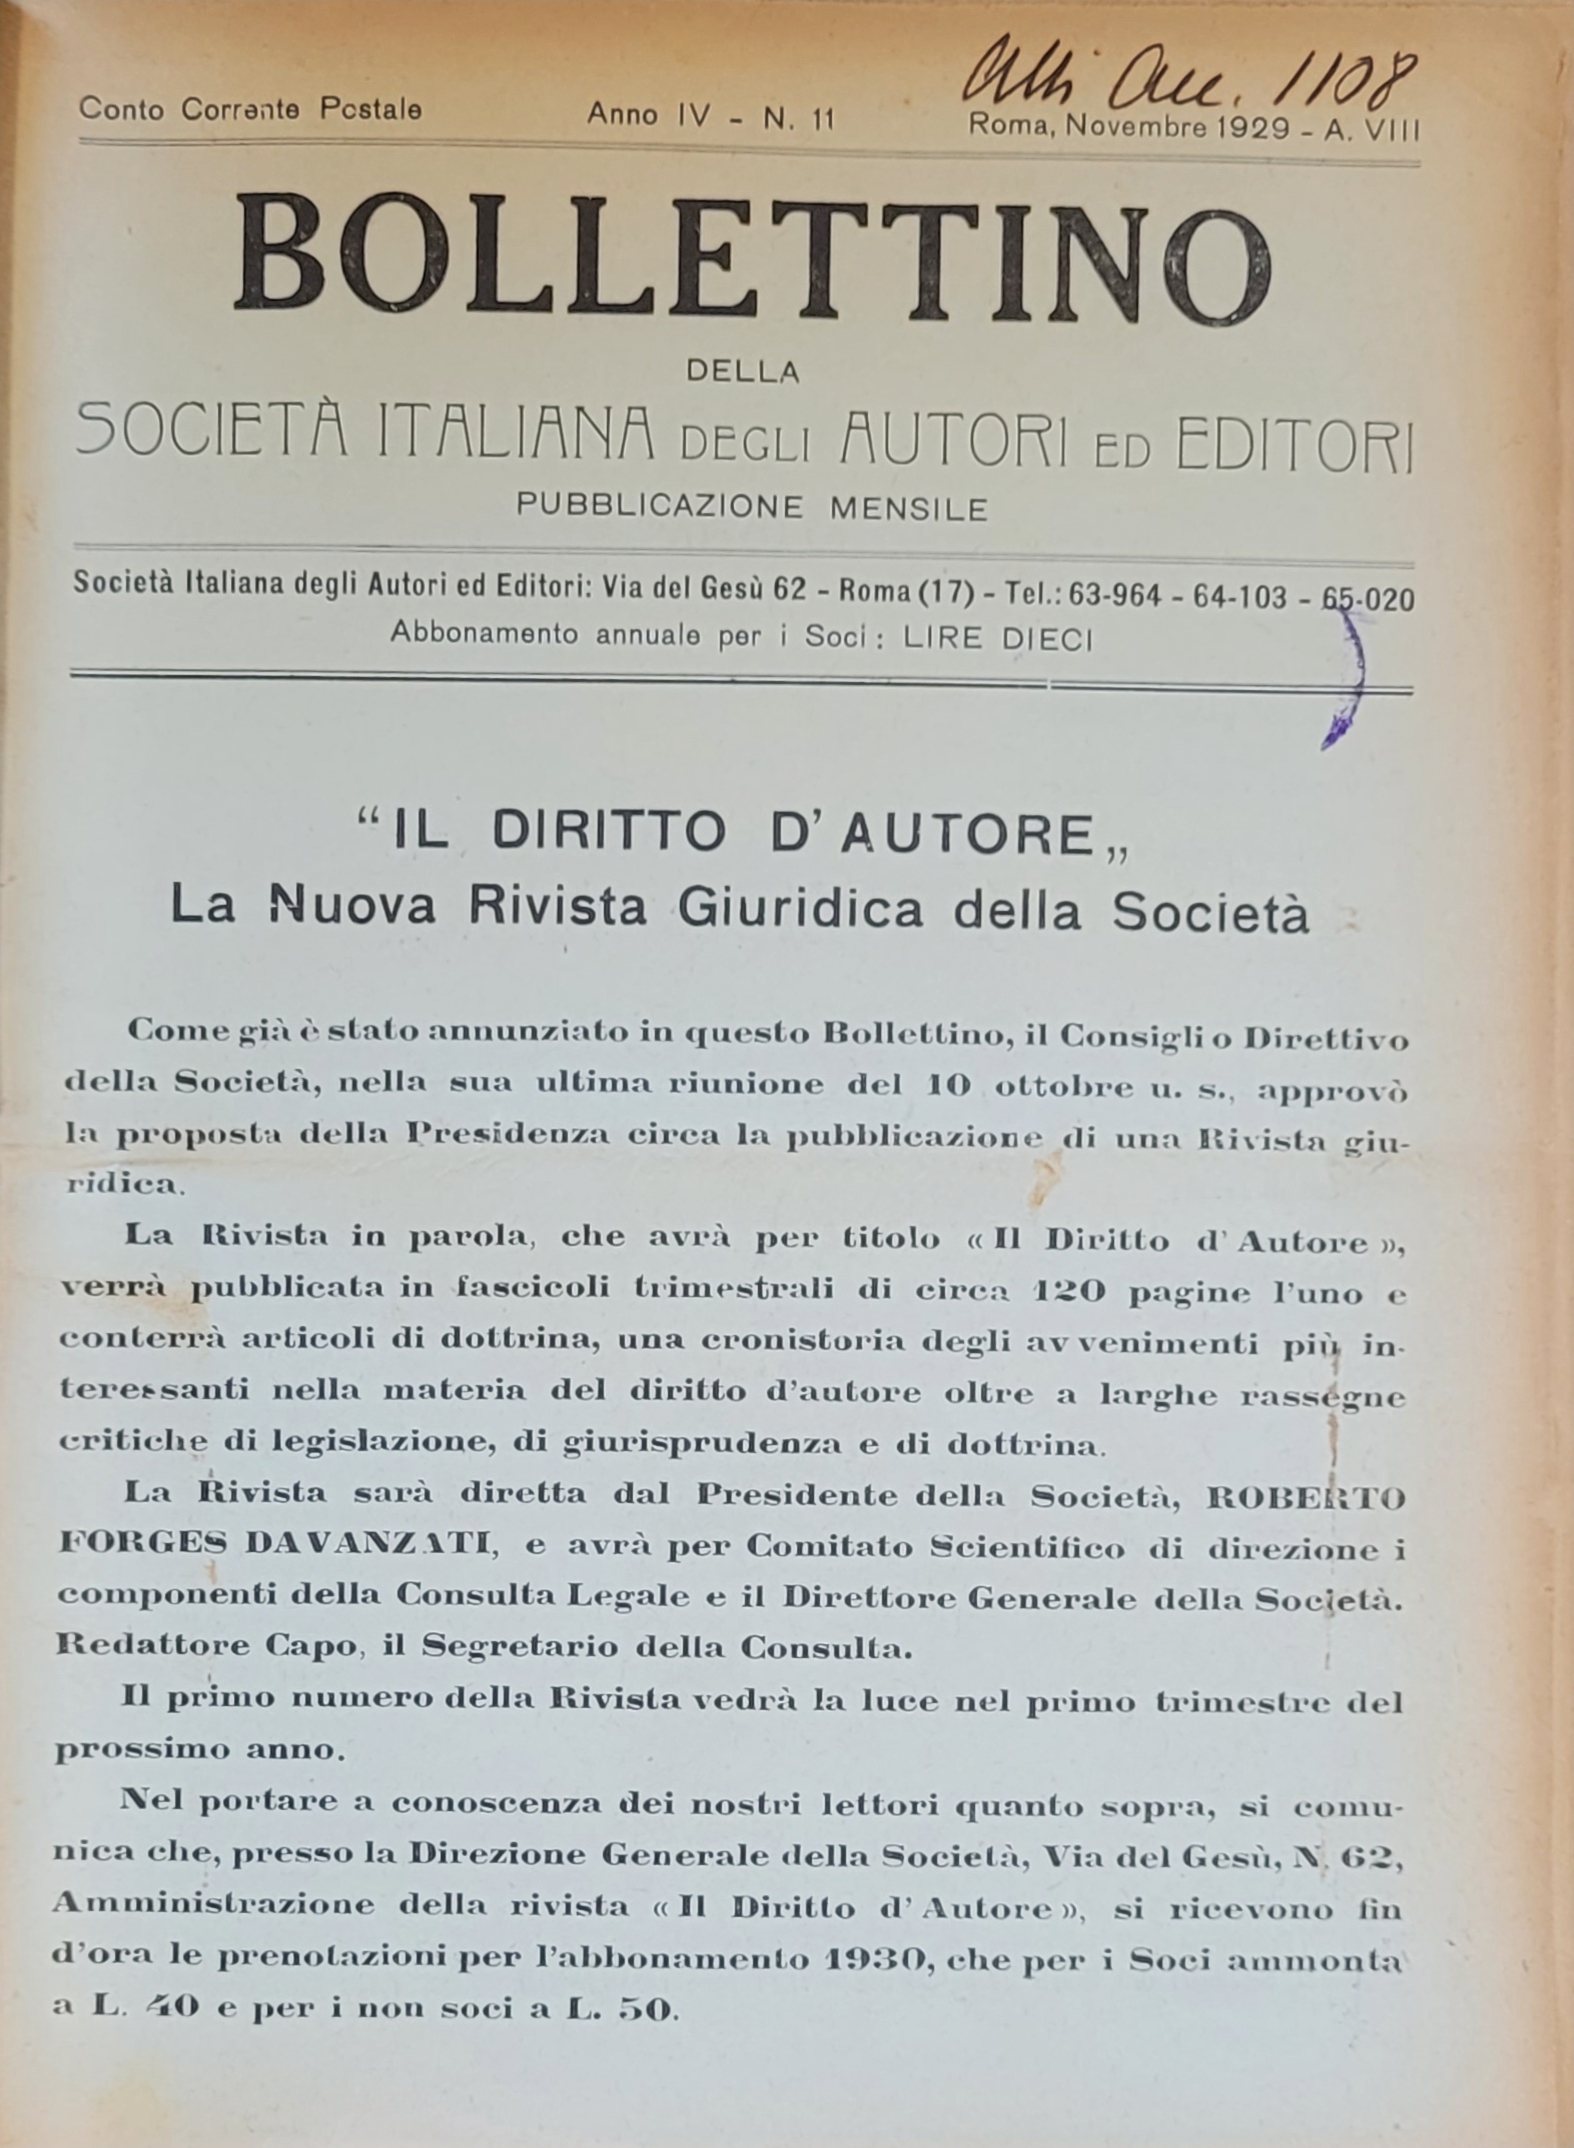 Acc. 1108
Conto Corrente Postale Anno IV - N. 11 Roma, Novembre 1929 - A. VIII
BOLLETTINO
DELLA
SOCIETÀ ITALIANA DEGLI AUTORI ED EDITORI
PUBBLICAZIONE MENSILE
Società Italiana degli Autori ed Editori: Via del Gesù 62 - Roma (17) - Tel.: 63-964 - 64-103 - 65-020
Abbonamento annuale per i Soci: LIRE DIECI
“IL DIRITTO D'AUTORE„
La Nuova Rivista Giuridica della Società
Come già è stato annunziato in questo Bollettino, il Consiglio Direttivo
della Società, nella sua ultima riunione del 10 ottobre u. s., approvò
la proposta della Presidenza circa la pubblicazione di una Rivista giu-
ridica.
La Rivista in parola, che avrà per titolo « Il Diritto d'Autore »,
verrà pubblicata in fascicoli trimestrali di circa 120 pagine l'uno e
conterrà articoli di dottrina, una cronistoria degli avvenimenti più in-
teressanti nella materia del diritto d'autore oltre a larghe rassegne
critiche di legislazione, di giurisprudenza e di dottrina.
La Rivista sarà diretta dal Presidente della Società, ROBERTO
FORGES DAVANZATI, e avrà per Comitato Scientifico di direzione i
componenti della Consulta Legale e il Direttore Generale della Società.
Redattore Capo, il Segretario della Consulta.
Il primo numero della Rivista vedrà la luce nel primo trimestre del
prossimo anno.
Nel portare a conoscenza dei nostri lettori quanto sopra, si comu-
nica che, presso la Direzione Generale della Società, Via del Gesù, N. 62,
Amministrazione della rivista « Il Diritto d'Autore », si ricevono fin
d'ora le prenotazioni per l'abbonamento 1930, che per i Soci ammonta
a L. 40 e per i non soci a L. 50.